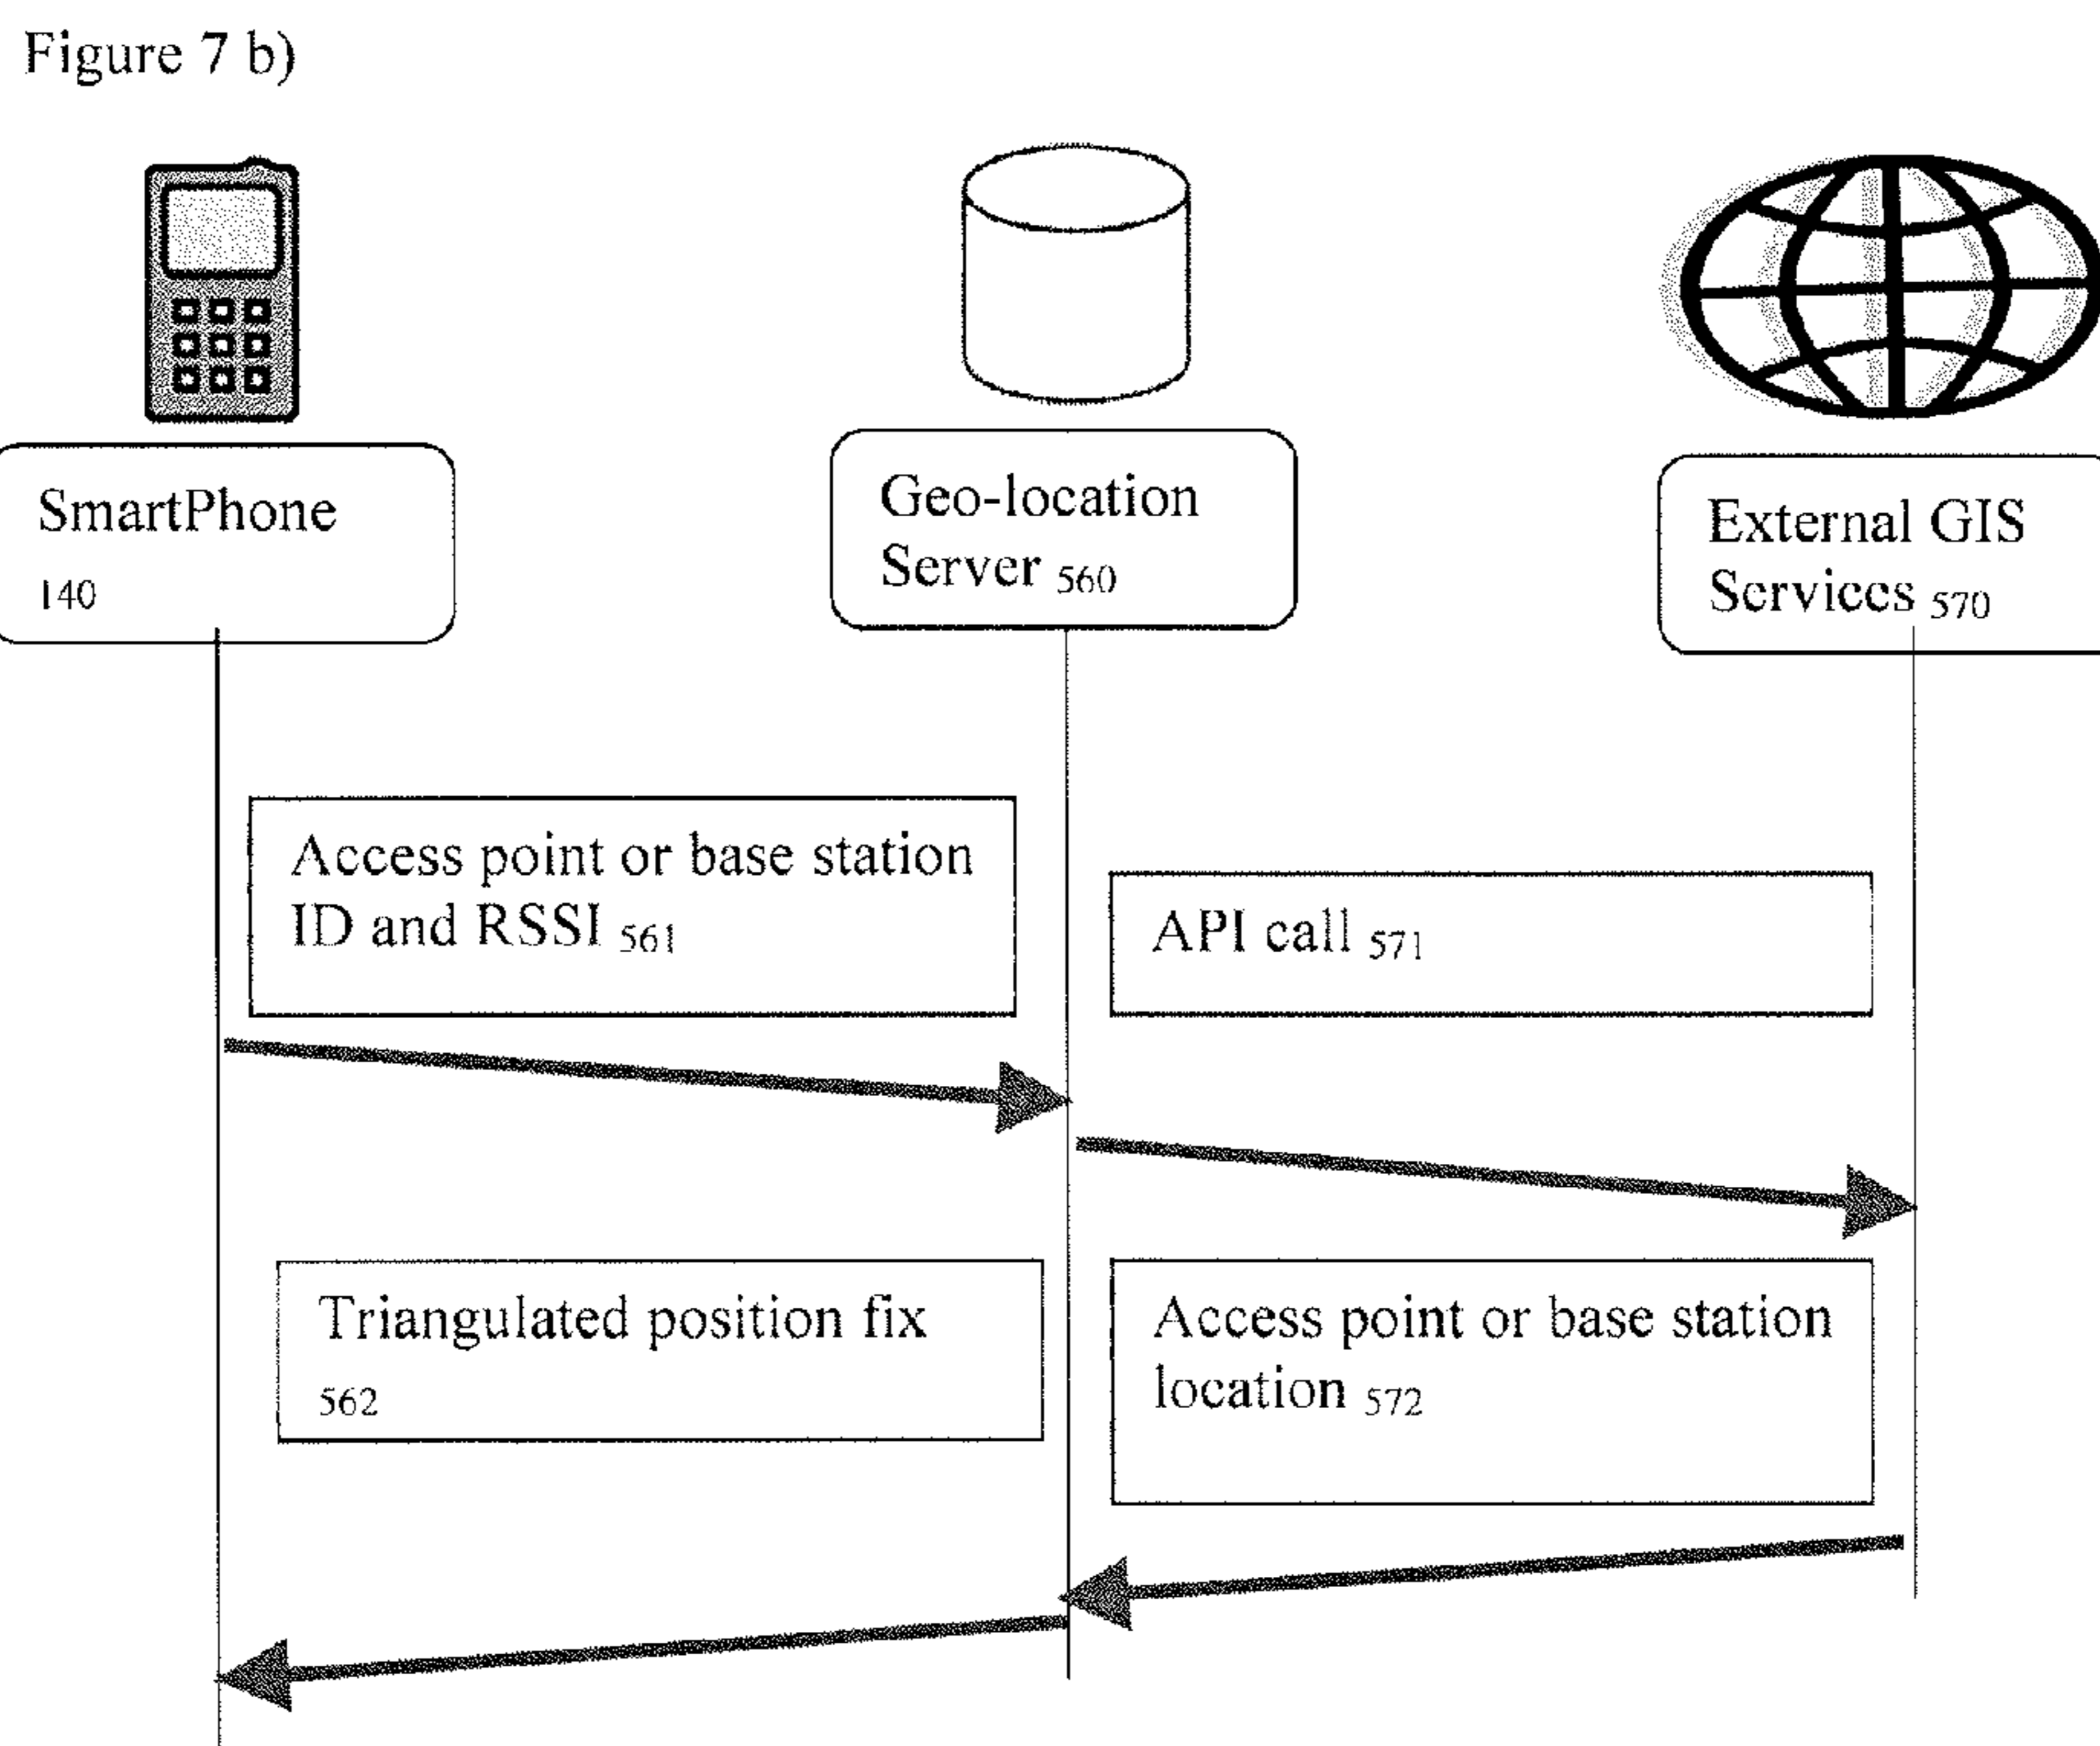 Figure 7 b)
SmartPhone
140
Geo-location
Server 560
External GIS
Services 570
Access point or base station
ID and RSSI 561
API call 571
Triangulated position fix
562
Access point or base station
location 572